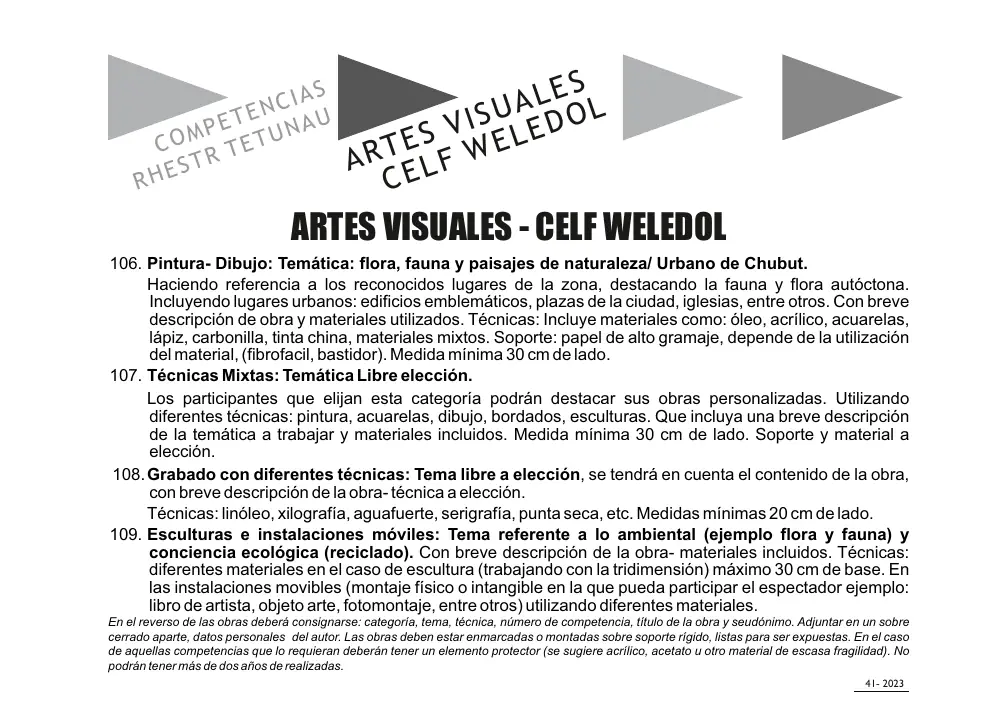 COMPETENCIAS
RHESTR TETUNAU
ARTES VISUALES
CELF WELEDOL
ARTES VISUALES - CELF WELEDOL
106. Pintura- Dibujo: Temática: flora, fauna y paisajes de naturaleza/ Urbano de Chubut.
Haciendo referencia a los reconocidos lugares de la zona, destacando la fauna y flora autóctona.
Incluyendo lugares urbanos: edificios emblemáticos, plazas de la ciudad, iglesias, entre otros. Con breve
descripción de obra y materiales utilizados. Técnicas: Incluye materiales como: óleo, acrílico, acuarelas,
lápiz, carbonilla, tinta china, materiales mixtos. Soporte: papel de alto gramaje, depende de la utilización
del material, (fibrofacil, bastidor). Medida mínima 30 cm de lado.
107. Técnicas Mixtas: Temática Libre elección.
Los participantes que elijan esta categoría podrán destacar sus obras personalizadas. Utilizando
diferentes técnicas: pintura, acuarelas, dibujo, bordados, esculturas. Que incluya una breve descripción
de la temática a trabajar y materiales incluidos. Medida mínima 30 cm de lado. Soporte y material a
elección.
108. Grabado con diferentes técnicas: Tema libre a elección, se tendrá en cuenta el contenido de la obra,
con breve descripción de la obra- técnica a elección.
Técnicas: linóleo, xilografía, aguafuerte, serigrafía, punta seca, etc. Medidas mínimas 20 cm de lado.
109. Esculturas e instalaciones móviles: Tema referente a lo ambiental (ejemplo flora y fauna) y
conciencia ecológica (reciclado). Con breve descripción de la obra- materiales incluidos. Técnicas:
diferentes materiales en el caso de escultura (trabajando con la tridimensión) máximo 30 cm de base. En
las instalaciones movibles (montaje físico o intangible en la que pueda participar el espectador ejemplo:
libro de artista, objeto arte, fotomontaje, entre otros) utilizando diferentes materiales.
En el reverso de las obras deberá consignarse: categoría, tema, técnica, número de competencia, título de la obra y seudónimo. Adjuntar en un sobre
cerrado aparte, datos personales del autor. Las obras deben estar enmarcadas o montadas sobre soporte rígido, listas para ser expuestas. En el caso
de aquellas competencias que lo requieran deberán tener un elemento protector (se sugiere acrílico, acetato u otro material de escasa fragilidad). No
podrán tener más de dos años de realizadas.
41- 2023